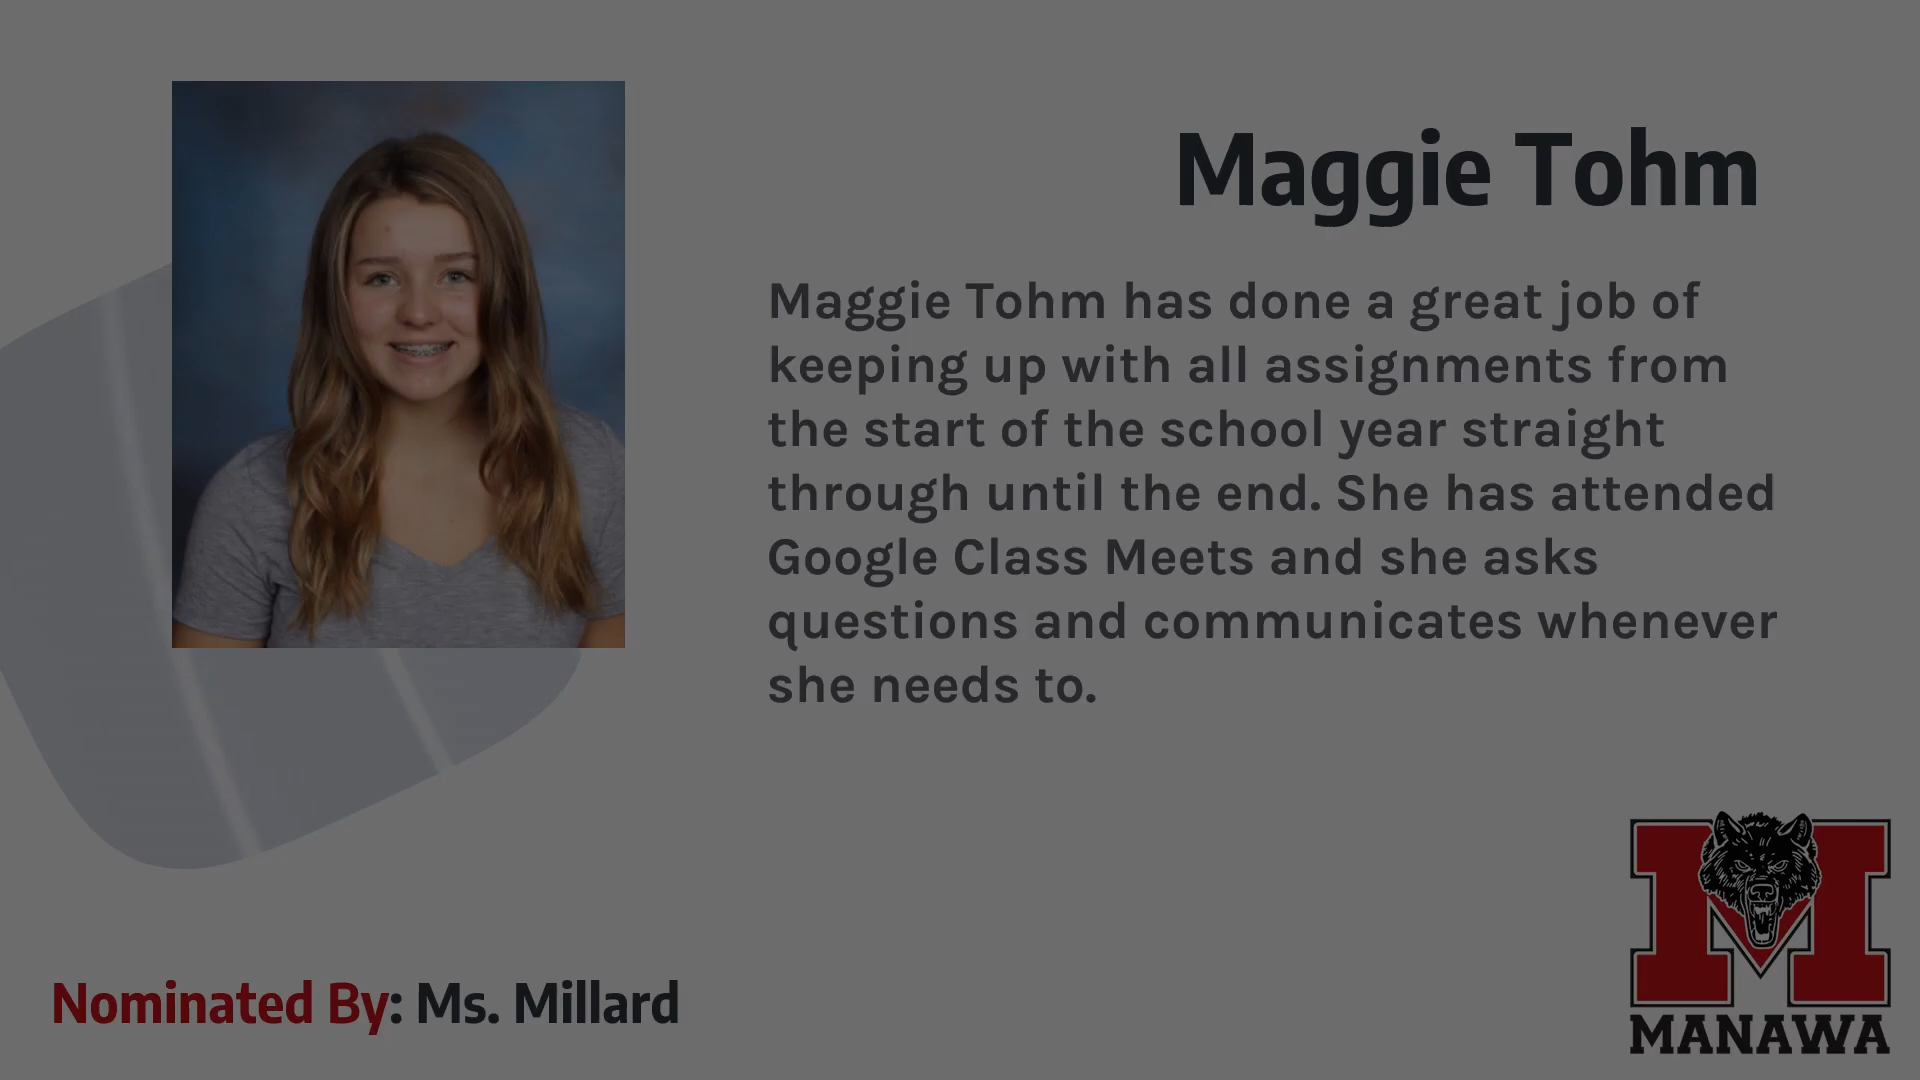 Maggie Tohm
Maggie Tohm has done a great job of
keeping up with all assignments from
the start of the school year straight
through until the end. She has attended
Google Class Meets and she asks
questions and communicates whenever
she needs to.
Nominated By: Ms. Millard
M
MANAWA